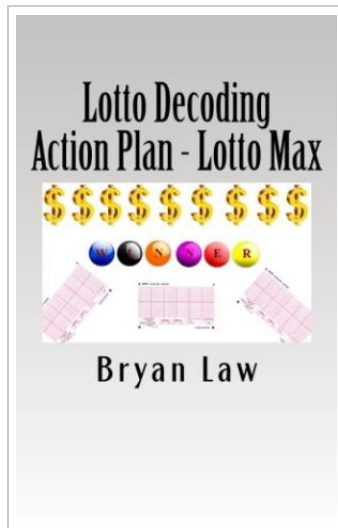 Lotto Decoding
Action Plan - Lotto Max
$ $ $ $ $ $ $ $ $
W I N N E R
Bryan Law